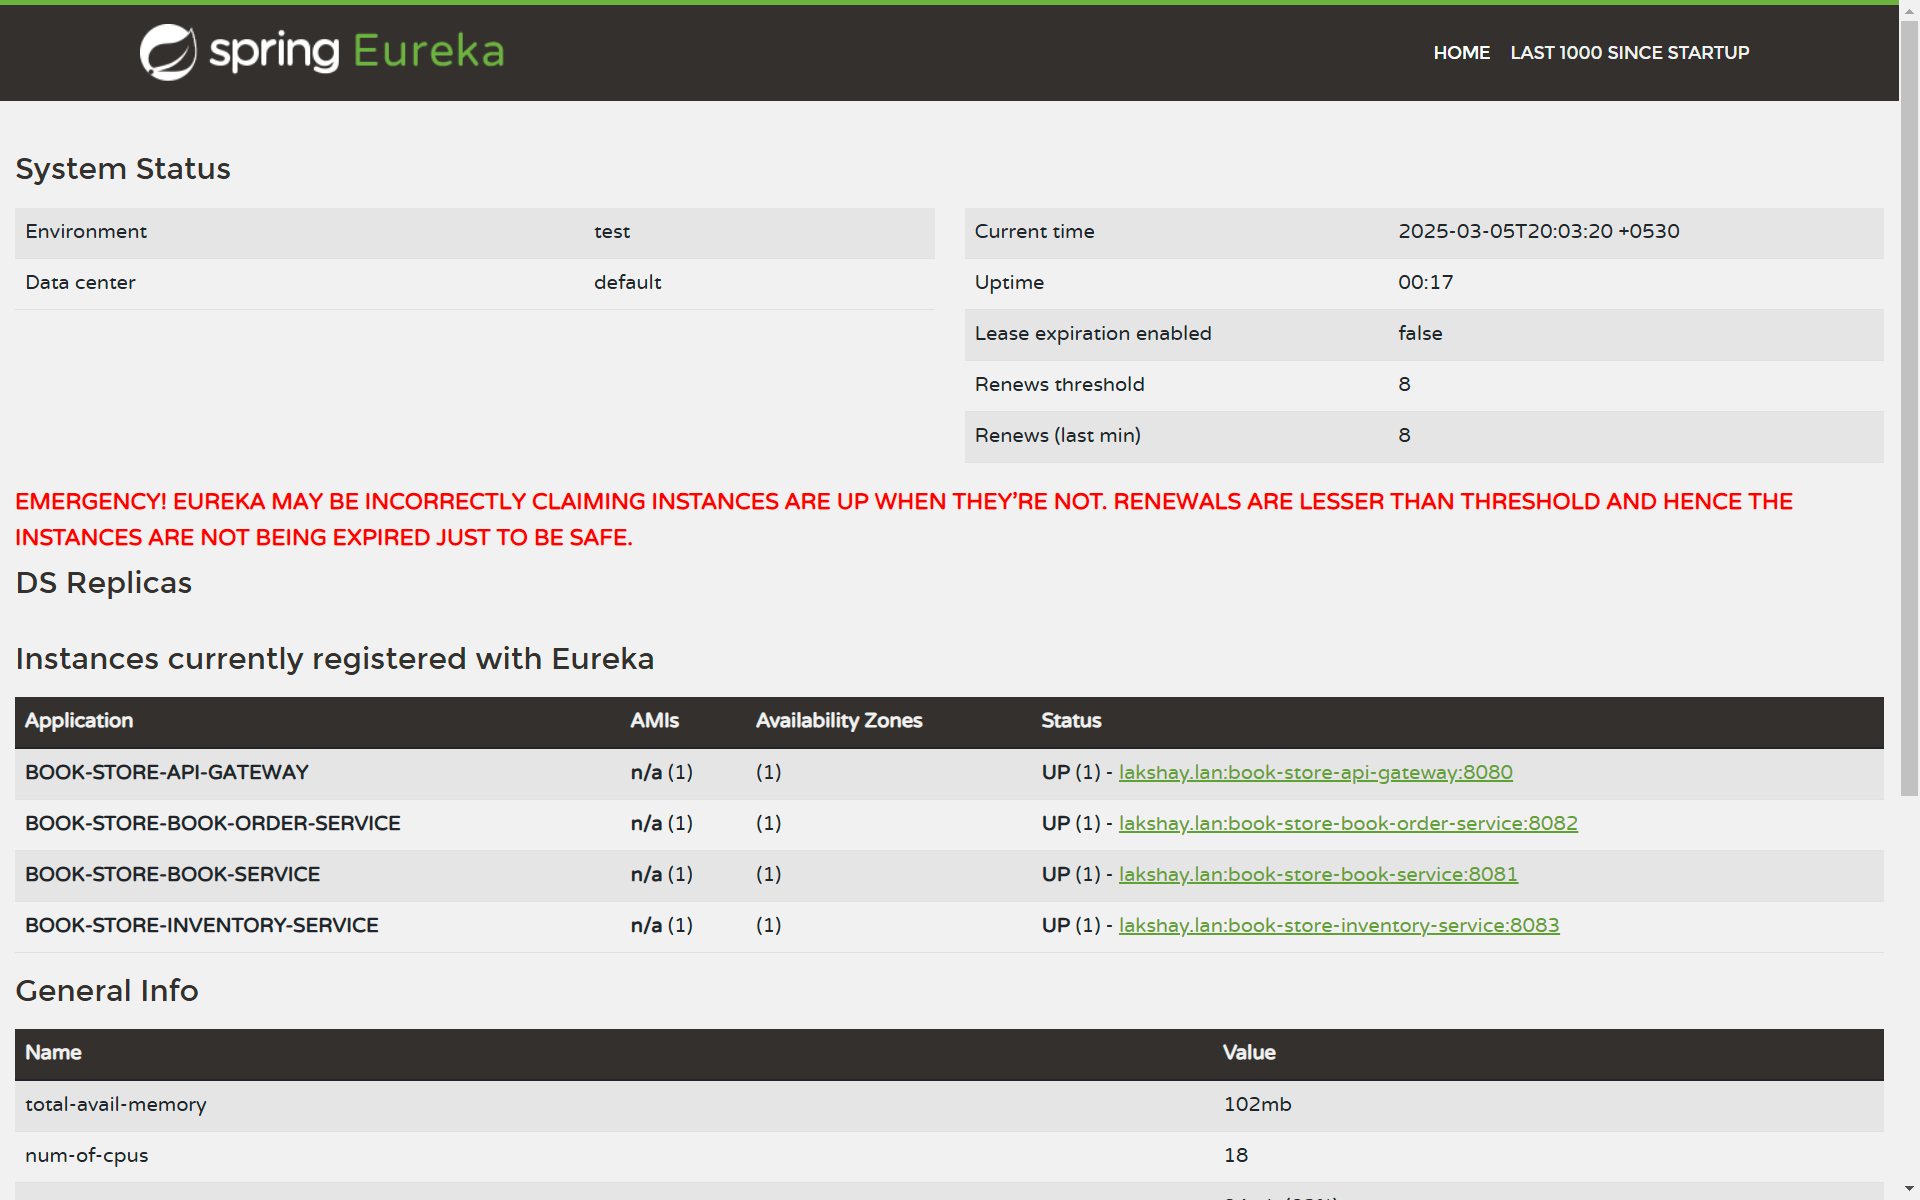 spring Eureka
HOME LAST 1000 SINCE STARTUP
System Status
Environment test
Data center default
Current time 2025-03-05T20:03:20 +0530
Uptime 00:17
Lease expiration enabled false
Renews threshold 8
Renews (last min) 8
EMERGENCY! EUREKA MAY BE INCORRECTLY CLAIMING INSTANCES ARE UP WHEN THEY’RE NOT. RENEWALS ARE LESSER THAN THRESHOLD AND HENCE THE
INSTANCES ARE NOT BEING EXPIRED JUST TO BE SAFE.
DS Replicas
Instances currently registered with Eureka
Application AMIs Availability Zones Status
BOOK-STORE-API-GATEWAY n/a (1) (1) UP (1) - lakshay.lan:book-store-api-gateway:8080
BOOK-STORE-BOOK-ORDER-SERVICE n/a (1) (1) UP (1) - lakshay.lan:book-store-book-order-service:8082
BOOK-STORE-BOOK-SERVICE n/a (1) (1) UP (1) - lakshay.lan:book-store-book-service:8081
BOOK-STORE-INVENTORY-SERVICE n/a (1) (1) UP (1) - lakshay.lan:book-store-inventory-service:8083
General Info
Name Value
total-avail-memory 102mb
num-of-cpus 18